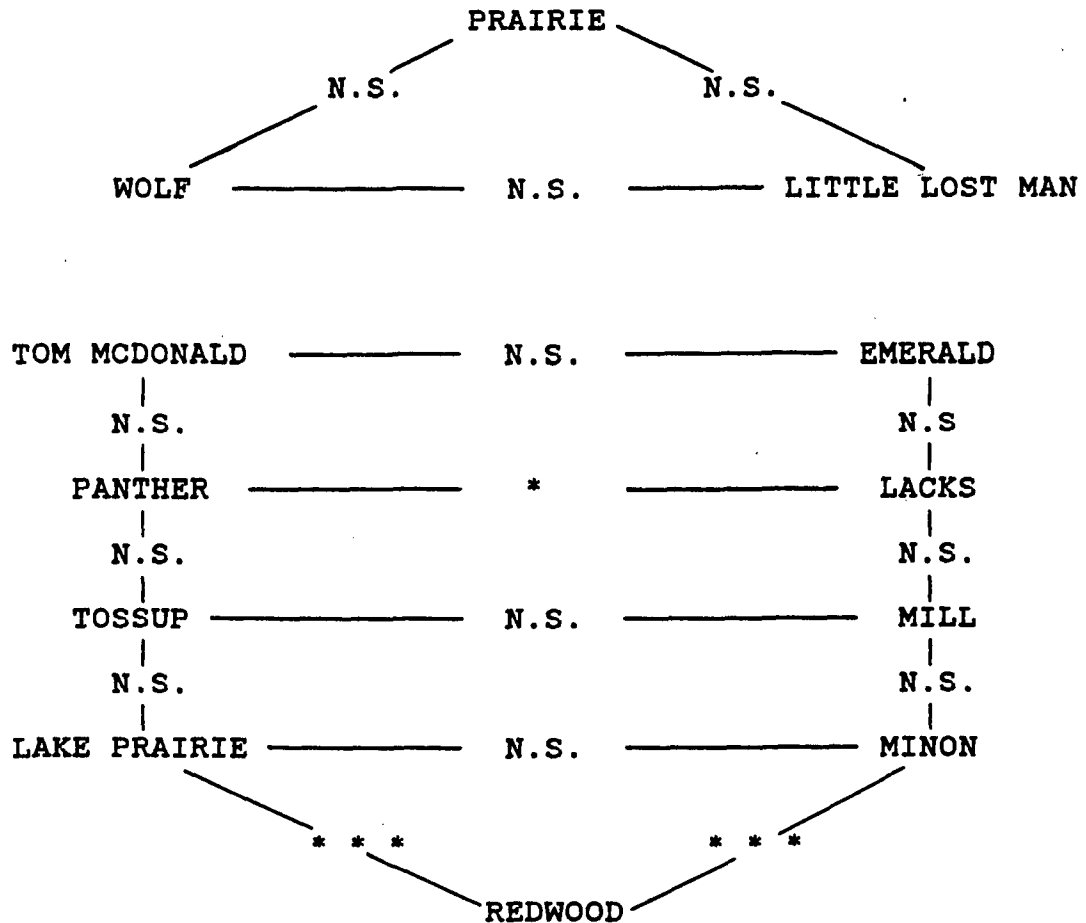 PRAIRIE
N.S. N.S.
WOLF N.S. LITTLE LOST MAN
TOM MCDONALD N.S. EMERALD
N.S. N.S
PANTHER * LACKS
N.S. N.S.
TOSSUP N.S. MILL
N.S. N.S.
LAKE PRAIRIE N.S. MINON
* * * * * *
REDWOOD